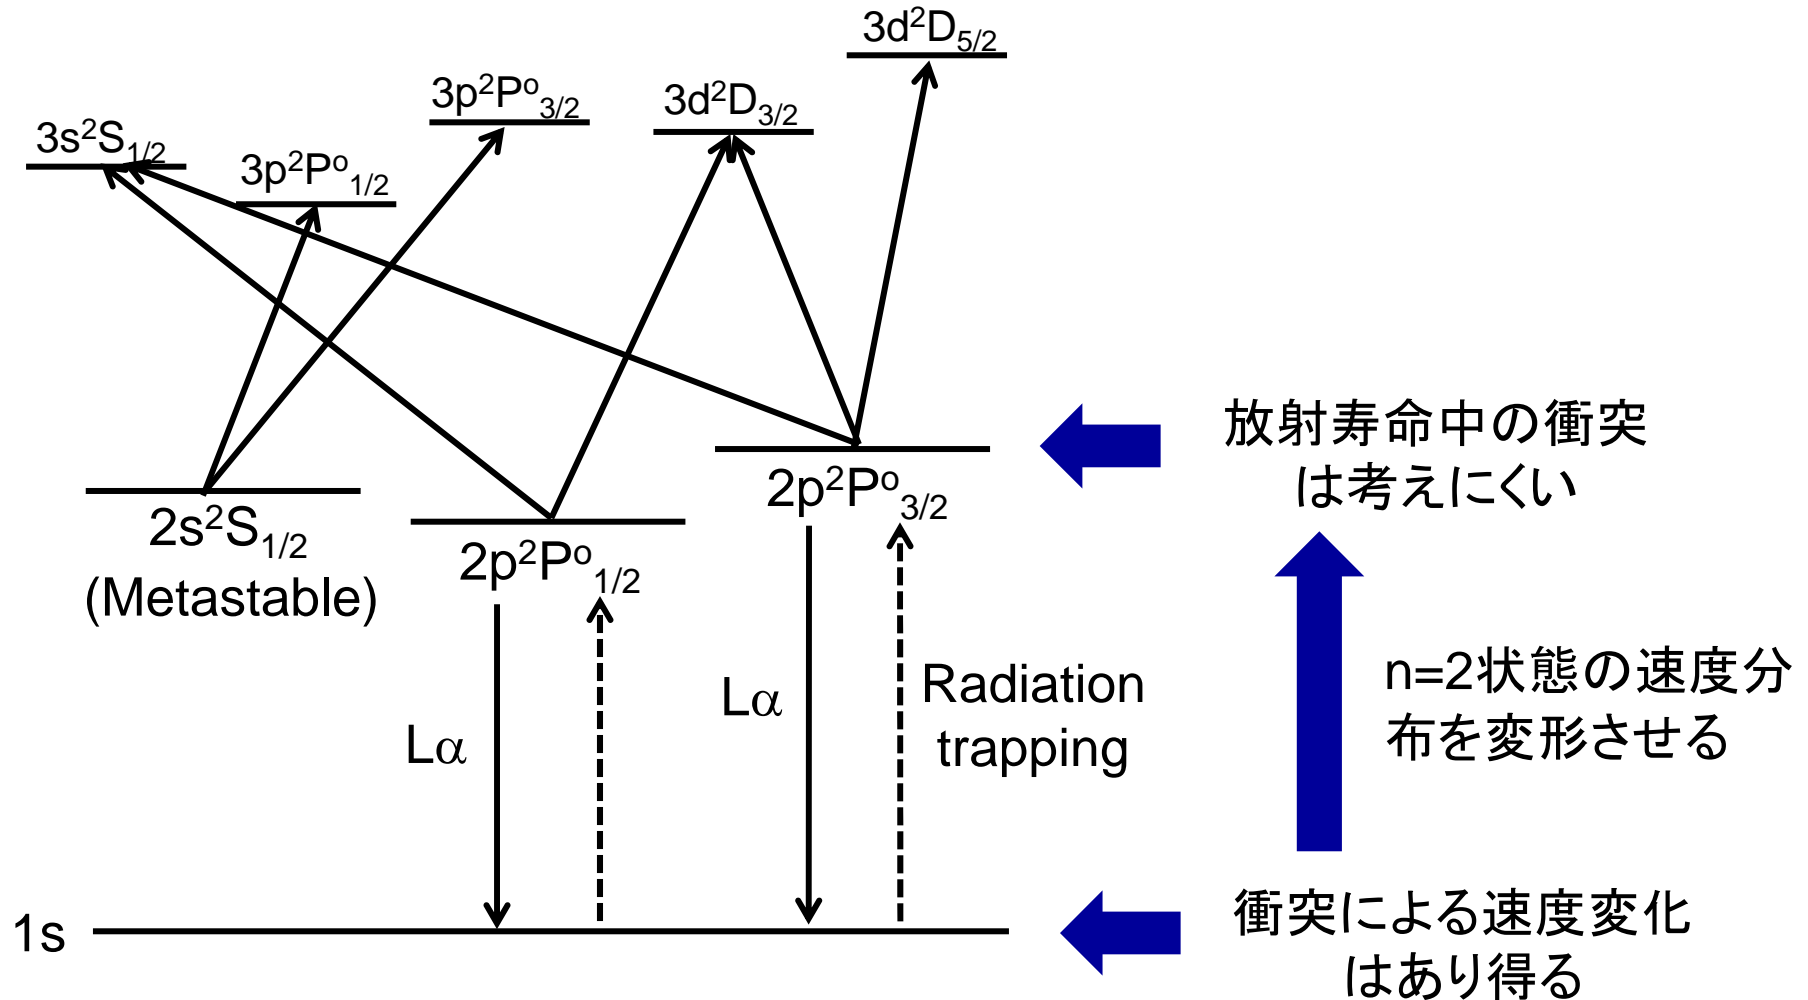 3d²D₅/₂
3p²Pᵒ₃/₂
3d²D₃/₂
3s²S₁/₂
3p²Pᵒ₁/₂
放射寿命中の衝突
は考えにくい
2p²Pᵒ₃/₂
2s²S₁/₂
(Metastable)
2p²Pᵒ₁/₂
Lα
Lα
Radiation
trapping
n=2状態の速度分
布を変形させる
1s
衝突による速度変化
はあり得る